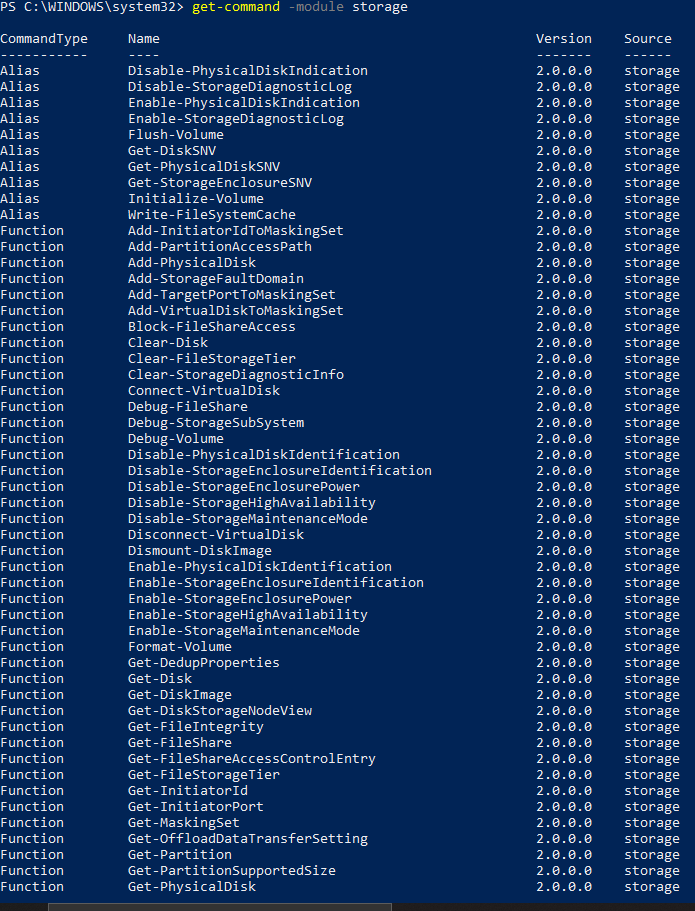 PS C:\WINDOWS\system32> get-command -module storage
CommandType Name Version Source
----------- ---- ------- ------
Alias Disable-PhysicalDiskIndication 2.0.0.0 storage
Alias Disable-StorageDiagnosticLog 2.0.0.0 storage
Alias Enable-PhysicalDiskIndication 2.0.0.0 storage
Alias Enable-StorageDiagnosticLog 2.0.0.0 storage
Alias Flush-Volume 2.0.0.0 storage
Alias Get-DiskSNV 2.0.0.0 storage
Alias Get-PhysicalDiskSNV 2.0.0.0 storage
Alias Get-StorageEnclosureSNV 2.0.0.0 storage
Alias Initialize-Volume 2.0.0.0 storage
Alias Write-FileSystemCache 2.0.0.0 storage
Function Add-InitiatorIdToMaskingSet 2.0.0.0 storage
Function Add-PartitionAccessPath 2.0.0.0 storage
Function Add-PhysicalDisk 2.0.0.0 storage
Function Add-StorageFaultDomain 2.0.0.0 storage
Function Add-TargetPortToMaskingSet 2.0.0.0 storage
Function Add-VirtualDiskToMaskingSet 2.0.0.0 storage
Function Block-FileShareAccess 2.0.0.0 storage
Function Clear-Disk 2.0.0.0 storage
Function Clear-FileStorageTier 2.0.0.0 storage
Function Clear-StorageDiagnosticInfo 2.0.0.0 storage
Function Connect-VirtualDisk 2.0.0.0 storage
Function Debug-FileShare 2.0.0.0 storage
Function Debug-StorageSubSystem 2.0.0.0 storage
Function Debug-Volume 2.0.0.0 storage
Function Disable-PhysicalDiskIdentification 2.0.0.0 storage
Function Disable-StorageEnclosureIdentification 2.0.0.0 storage
Function Disable-StorageEnclosurePower 2.0.0.0 storage
Function Disable-StorageHighAvailability 2.0.0.0 storage
Function Disable-StorageMaintenanceMode 2.0.0.0 storage
Function Disconnect-VirtualDisk 2.0.0.0 storage
Function Dismount-DiskImage 2.0.0.0 storage
Function Enable-PhysicalDiskIdentification 2.0.0.0 storage
Function Enable-StorageEnclosureIdentification 2.0.0.0 storage
Function Enable-StorageEnclosurePower 2.0.0.0 storage
Function Enable-StorageHighAvailability 2.0.0.0 storage
Function Enable-StorageMaintenanceMode 2.0.0.0 storage
Function Format-Volume 2.0.0.0 storage
Function Get-DedupProperties 2.0.0.0 storage
Function Get-Disk 2.0.0.0 storage
Function Get-DiskImage 2.0.0.0 storage
Function Get-DiskStorageNodeView 2.0.0.0 storage
Function Get-FileIntegrity 2.0.0.0 storage
Function Get-FileShare 2.0.0.0 storage
Function Get-FileShareAccessControlEntry 2.0.0.0 storage
Function Get-FileStorageTier 2.0.0.0 storage
Function Get-InitiatorId 2.0.0.0 storage
Function Get-InitiatorPort 2.0.0.0 storage
Function Get-MaskingSet 2.0.0.0 storage
Function Get-OffloadDataTransferSetting 2.0.0.0 storage
Function Get-Partition 2.0.0.0 storage
Function Get-PartitionSupportedSize 2.0.0.0 storage
Function Get-PhysicalDisk 2.0.0.0 storage